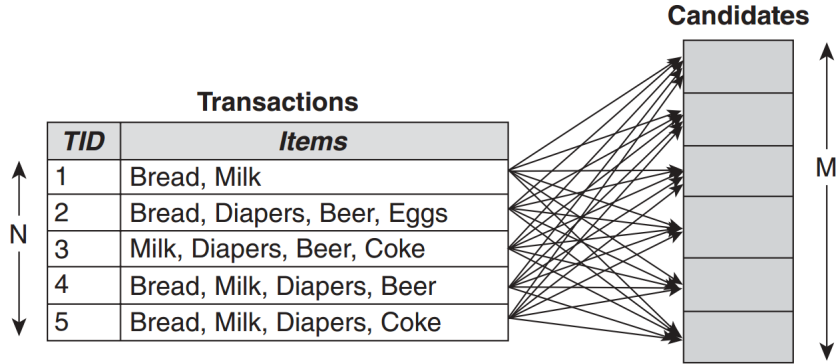 Candidates
Transactions
TID Items
1 Bread, Milk
2 Bread, Diapers, Beer, Eggs
3 Milk, Diapers, Beer, Coke
4 Bread, Milk, Diapers, Beer
5 Bread, Milk, Diapers, Coke
N
M